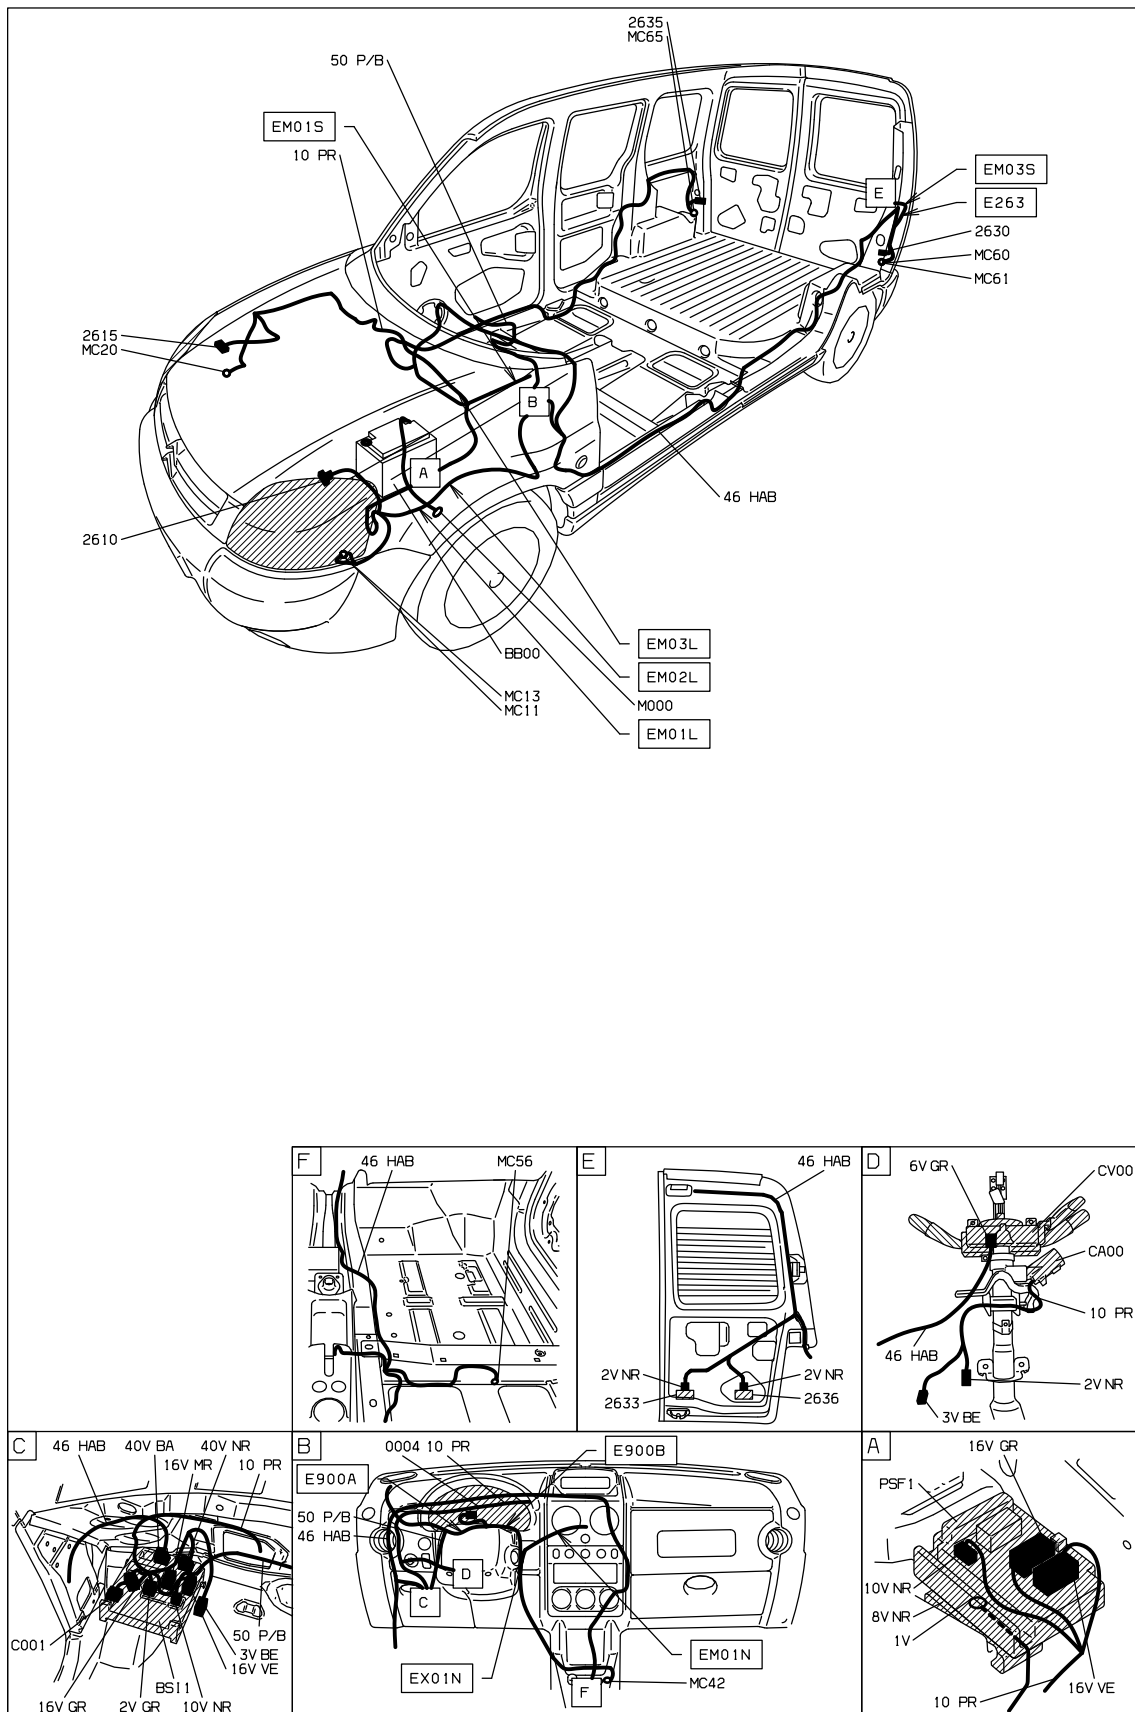 2635
MC65
50 P/B
EM01S
10 PR
EM03S
E
E263
2630
MC60
MC61
2615
MC20
B
A
46 HAB
2610
EM03L
BB00
EM02L
MC13
MC11
M000
EM01L
F
46 HAB
MC56
E
46 HAB
2V NR
2V NR
2633
2636
D
6V GR
CV00
CA00
10 PR
46 HAB
2V NR
3V BE
C
46 HAB
40V BA
40V NR
16V MR
10 PR
C001
50 P/B
3V BE
16V VE
BSI1
16V GR
2V GR
10V NR
B
0004 10 PR
E900B
E900A
50 P/B
46 HAB
D
C
EM01N
EX01N
F
MC42
A
16V GR
PSF1
10V NR
8V NR
1V
16V VE
10 PR